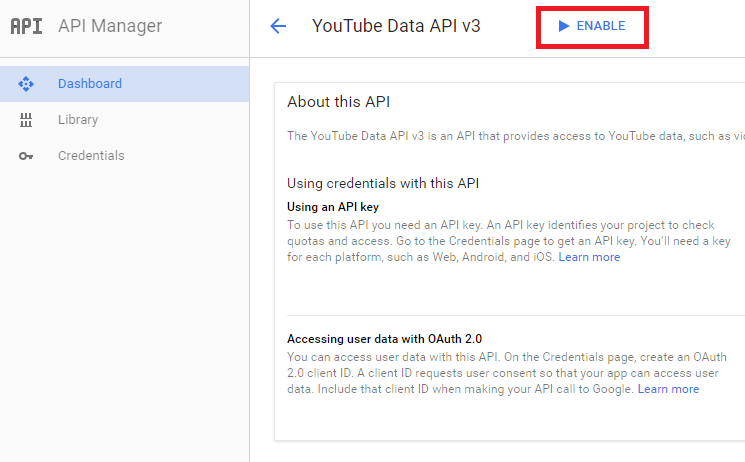 API API Manager
YouTube Data API v3
ENABLE
Dashboard
Library
Credentials
About this API
The YouTube Data API v3 is an API that provides access to YouTube data, such as
Using credentials with this API
Using an API key
To use this API you need an API key. An API key identifies your project to check
quotas and access. Go to the Credentials page to get an API key. You'll need a key
for each platform, such as Web, Android, and iOS. Learn more
Accessing user data with OAuth 2.0
You can access user data with this API. On the Credentials page, create an OAuth
2.0 client ID. A client ID requests user consent so that your app can access user
data. Include that client ID when making your API call to Google. Learn more